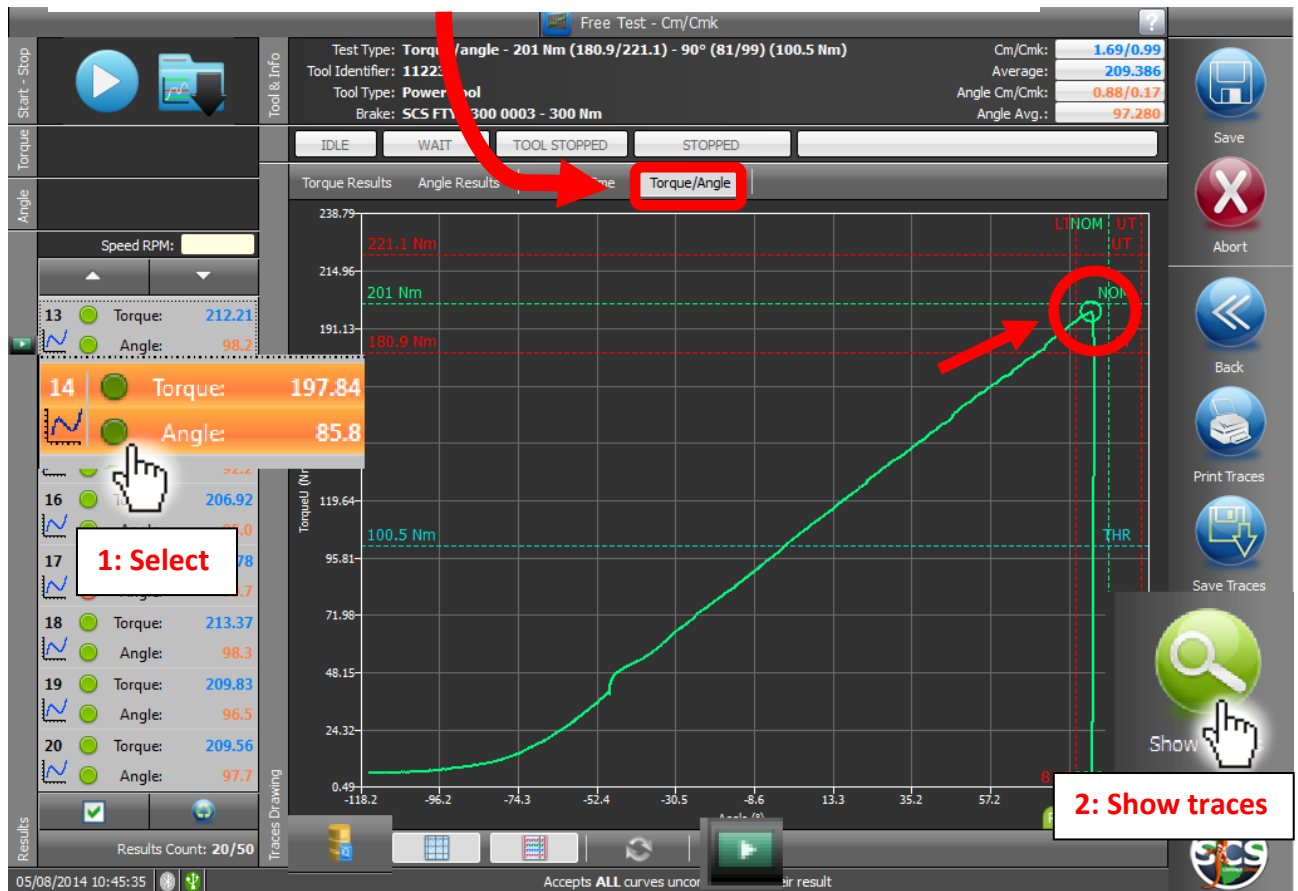 Free Test - Cm/Cmk
?
Start - Stop
Tool & Info
Test Type: Torque/angle - 201 Nm (180.9/221.1) - 90° (81/99) (100.5 Nm)
Tool Identifier: 1122
Tool Type: Power Tool
Brake: SCS FTY 300 0003 - 300 Nm
Cm/Cmk: 1.69/0.99
Average: 209.386
Angle Cm/Cmk: 0.88/0.17
Angle Avg.: 97.280
Save
Torque
IDLE WAIT TOOL STOPPED STOPPED
Angle
Torque Results Angle Results Torque/Angle
Abort
Speed RPM:
13 Torque: 212.21
Angle: 98.2
14 Torque: 197.84
Angle: 85.8
92.2
16 206.92
1: Select
17 78
18 Torque: 213.37
Angle: 98.3
19 Torque: 209.83
Angle: 96.5
20 Torque: 209.56
Angle: 97.7
Results
Results Count: 20/50
Traces Drawing
238.79
LT NOM UT
221.1 Nm UT
214.96
201 Nm NOM
191.13
180.9 Nm
119.64
100.5 Nm THR
95.81
71.98
48.15
24.32
0.49
-118.2 -96.2 -74.3 -52.4 -30.5 -8.6 13.3 35.2 57.2
Back
Print Traces
Save Traces
Show
2: Show traces
SCS
05/08/2014 10:45:35
Accepts ALL curves result